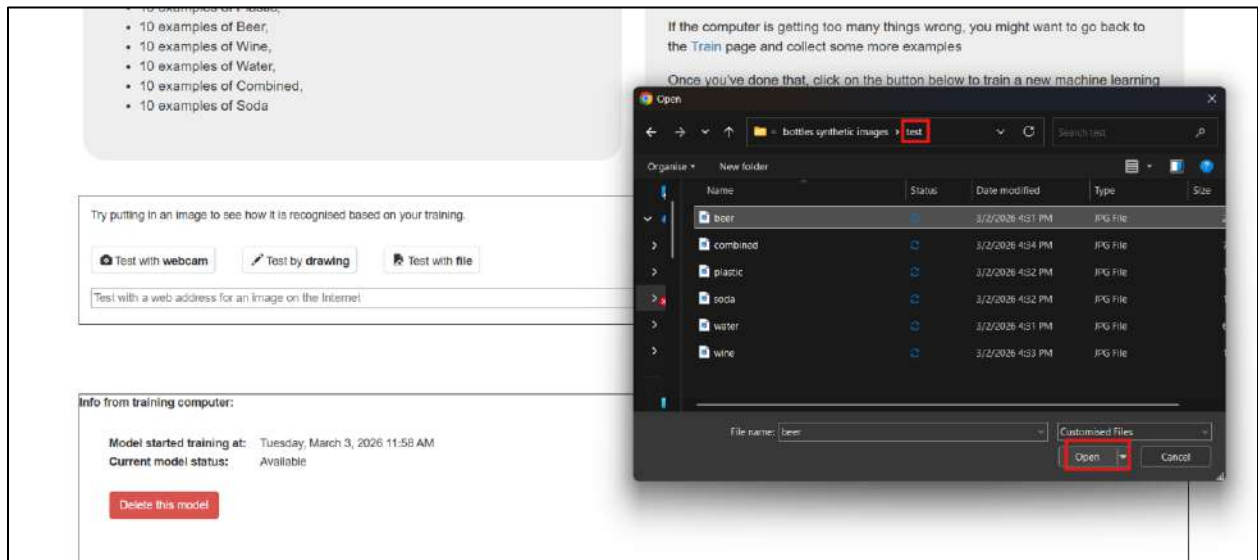 • 10 examples of Plastic,
• 10 examples of Beer,
• 10 examples of Wine,
• 10 examples of Water,
• 10 examples of Combined,
• 10 examples of Soda
If the computer is getting too many things wrong, you might want to go back to
the Train page and collect some more examples
Once you've done that, click on the button below to train a new machine learning
Try putting in an image to see how it is recognised based on your training.
Test with webcam
Test by drawing
Test with file
Test with a web address for an image on the Internet
Info from training computer:
Model started training at: Tuesday, March 3, 2026 11:58 AM
Current model status: Available
Delete this model
Open
bottles synthetic images > test
Search test
Organise
New folder
Name Status Date modified Type Size
beer 3/2/2026 4:31 PM JPG File
combined 3/2/2026 4:34 PM JPG File
plastic 3/2/2026 4:32 PM JPG File
soda 3/2/2026 4:32 PM JPG File
water 3/2/2026 4:31 PM JPG File
wine 3/2/2026 4:33 PM JPG File
File name: beer
Customised Files
Open
Cancel